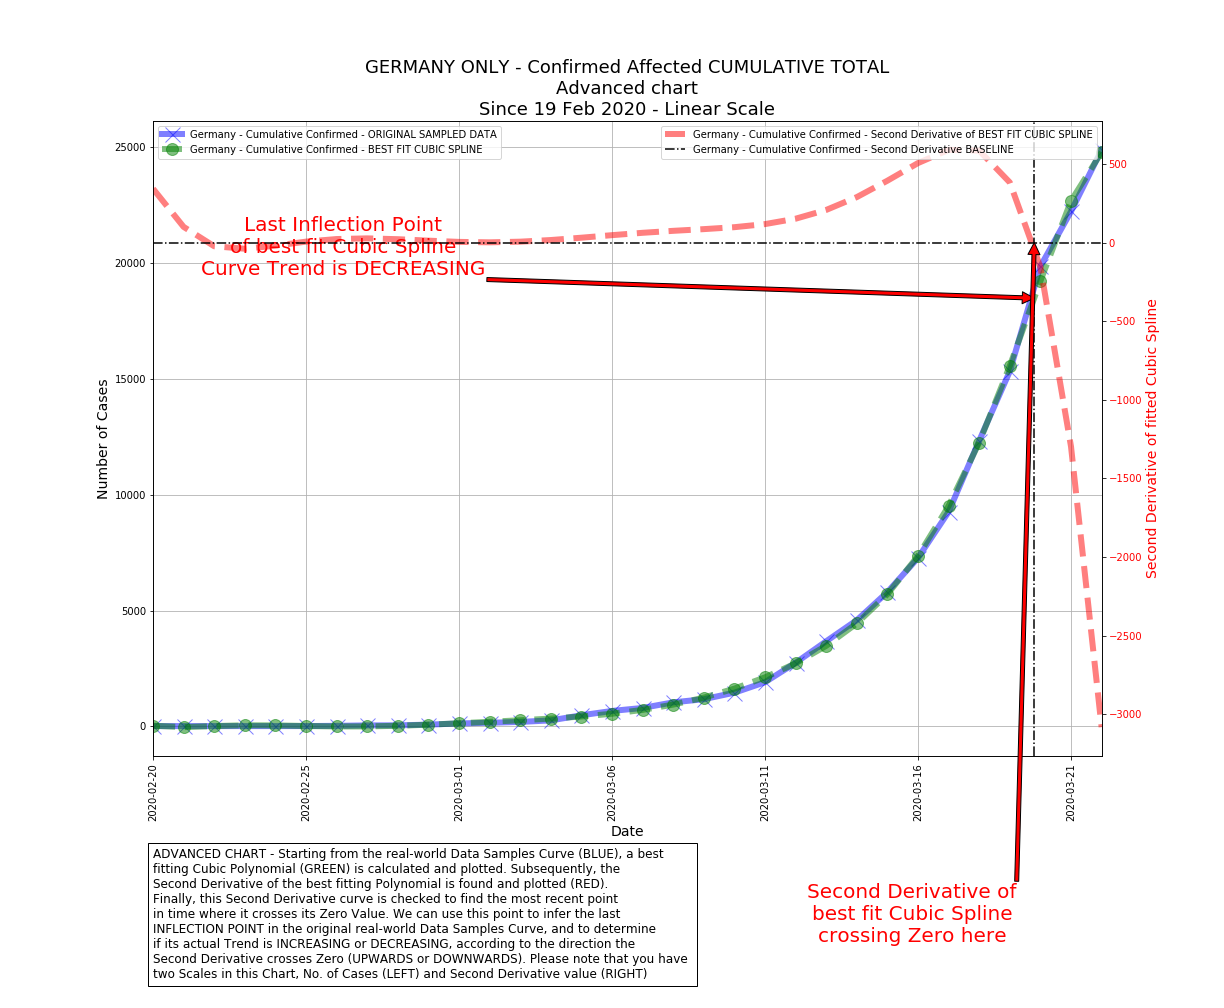 GERMANY ONLY - Confirmed Affected CUMULATIVE TOTAL
Advanced chart
Since 19 Feb 2020 - Linear Scale
Germany - Cumulative Confirmed - ORIGINAL SAMPLED DATA
Germany - Cumulative Confirmed - BEST FIT CUBIC SPLINE
Germany - Cumulative Confirmed - Second Derivative of BEST FIT CUBIC SPLINE
Germany - Cumulative Confirmed - Second Derivative BASELINE
Last Inflection Point
of best fit Cubic Spline
Curve Trend is DECREASING
Number of Cases
25000
20000
15000
10000
5000
0
500
0
−500
−1000
−1500
−2000
−2500
−3000
Second Derivative of fitted Cubic Spline
2020-02-20
2020-02-25
2020-03-01
2020-03-06
2020-03-11
2020-03-16
2020-03-21
Date
ADVANCED CHART - Starting from the real-world Data Samples Curve (BLUE), a best
fitting Cubic Polynomial (GREEN) is calculated and plotted. Subsequently, the
Second Derivative of the best fitting Polynomial is found and plotted (RED).
Finally, this Second Derivative curve is checked to find the most recent point
in time where it crosses its Zero Value. We can use this point to infer the last
INFLECTION POINT in the original real-world Data Samples Curve, and to determine
if its actual Trend is INCREASING or DECREASING, according to the direction the
Second Derivative crosses Zero (UPWARDS or DOWNWARDS). Please note that you have
two Scales in this Chart, No. of Cases (LEFT) and Second Derivative value (RIGHT)
Second Derivative of
best fit Cubic Spline
crossing Zero here